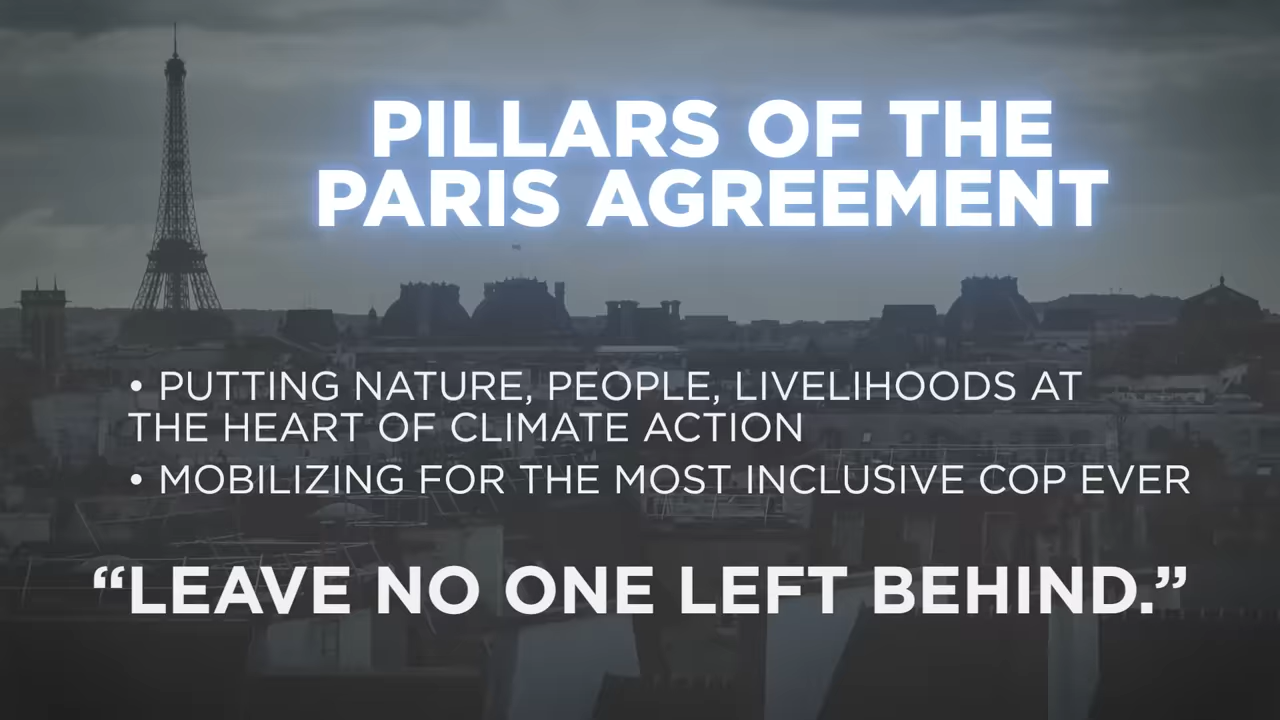 PILLARS OF THE
PARIS AGREEMENT
• PUTTING NATURE, PEOPLE, LIVELIHOODS AT
THE HEART OF CLIMATE ACTION
• MOBILIZING FOR THE MOST INCLUSIVE COP EVER
“LEAVE NO ONE LEFT BEHIND.”